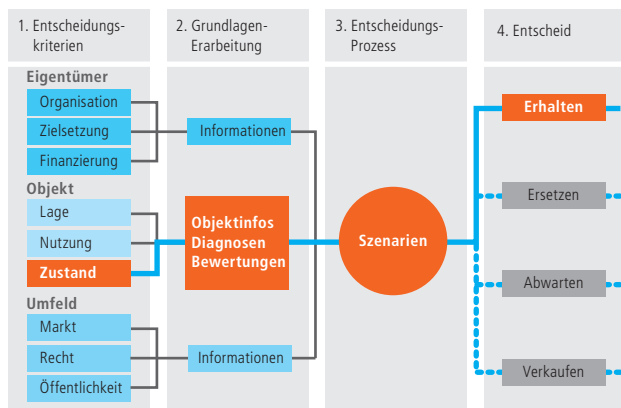 1. Entscheidungs-
kriterien
2. Grundlagen-
Erarbeitung
3. Entscheidungs-
Prozess
4. Entscheid
Eigentümer
Organisation
Zielsetzung
Finanzierung
Informationen
Objekt
Lage
Nutzung
Zustand
Objektinfos
Diagnosen
Bewertungen
Szenarien
Umfeld
Markt
Recht
Öffentlichkeit
Informationen
Erhalten
Ersetzen
Abwarten
Verkaufen